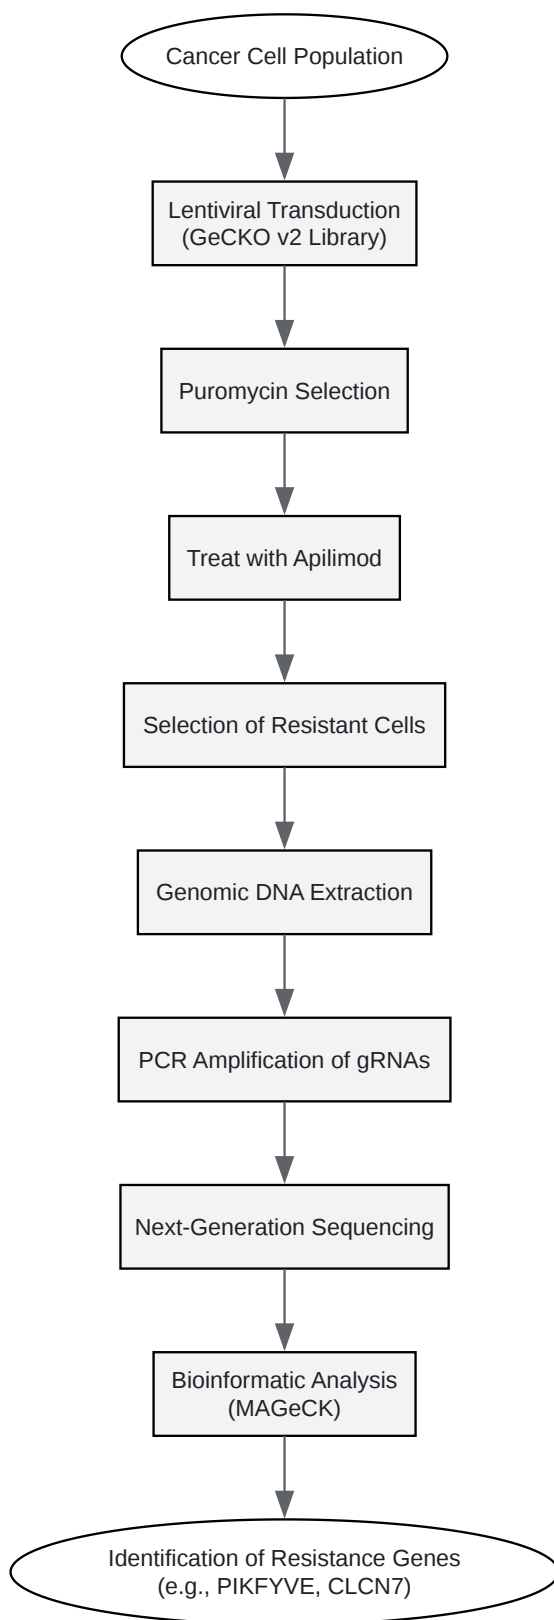 Cancer Cell Population
Lentiviral Transduction
(GeCKO v2 Library)
Puromycin Selection
Treat with Apilimod
Selection of Resistant Cells
Genomic DNA Extraction
PCR Amplification of gRNAs
Next-Generation Sequencing
Bioinformatic Analysis
(MAGeCK)
Identification of Resistance Genes
(e.g., PIKFYVE, CLCN7)